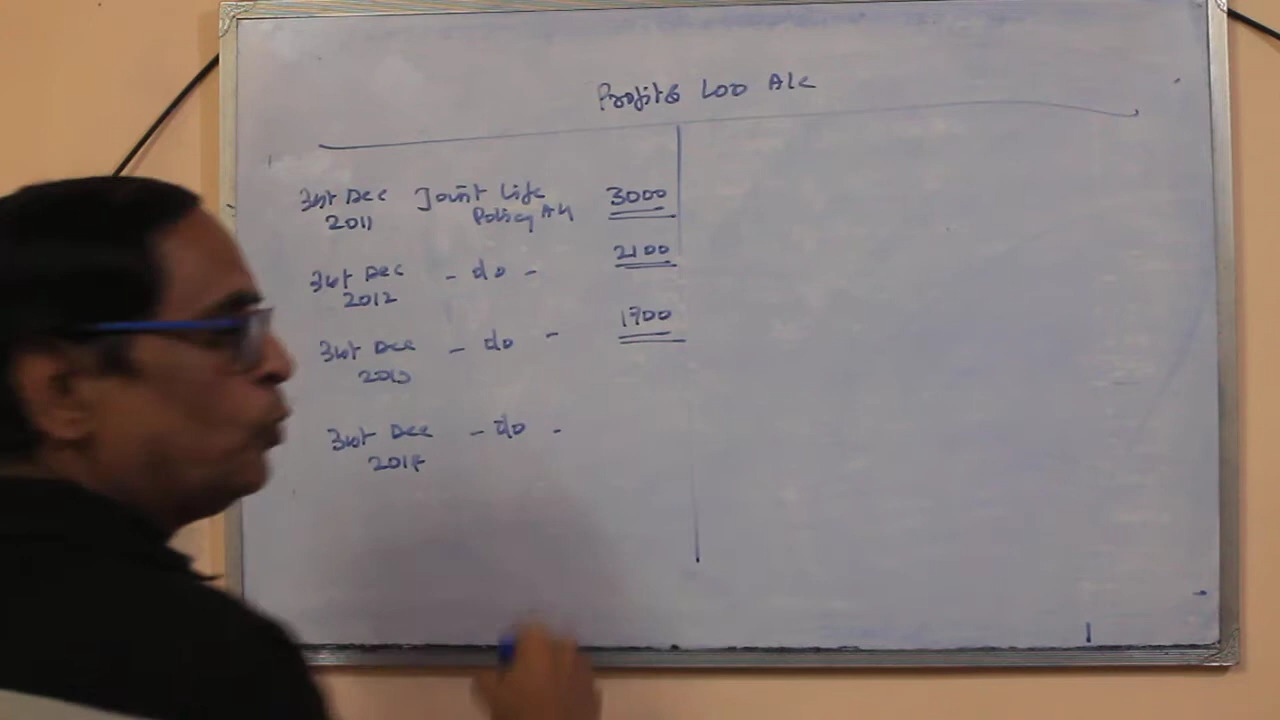 Profit & Loss A/c
31st Dec Joint Life 3000
2011 Policy A/c
31st Dec - do - 2100
2012
31st Dec - do - 1700
2013
31st Dec - do -
2014